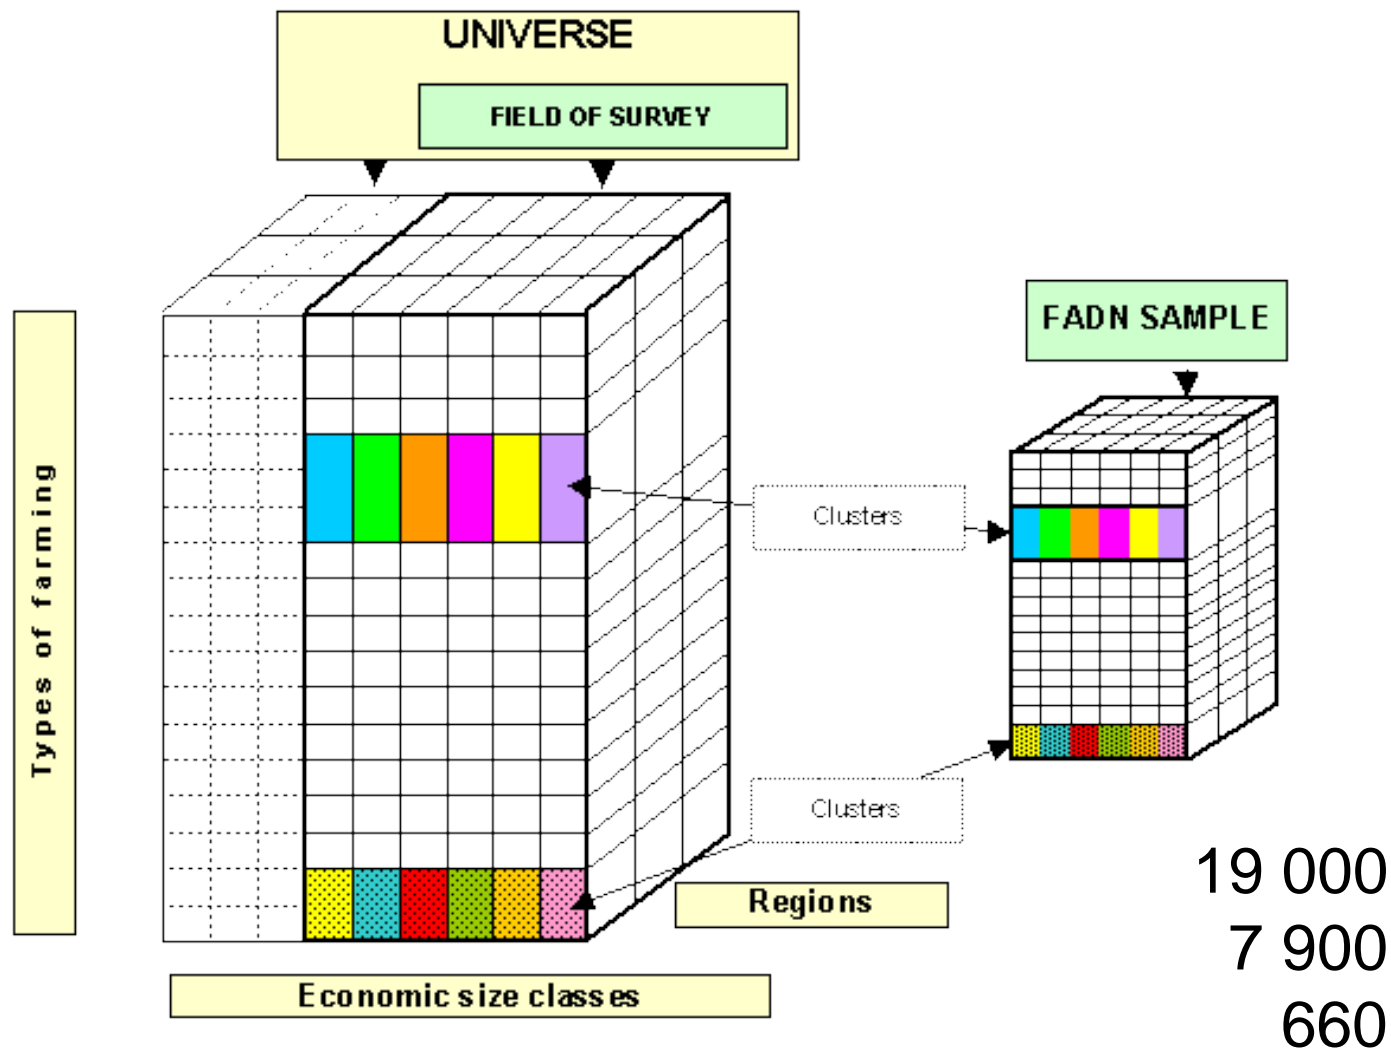 UNIVERSE
FIELD OF SURVEY
FADN SAMPLE
Types of farming
Clusters
Clusters
Regions
Economic size classes
19 000
7 900
660